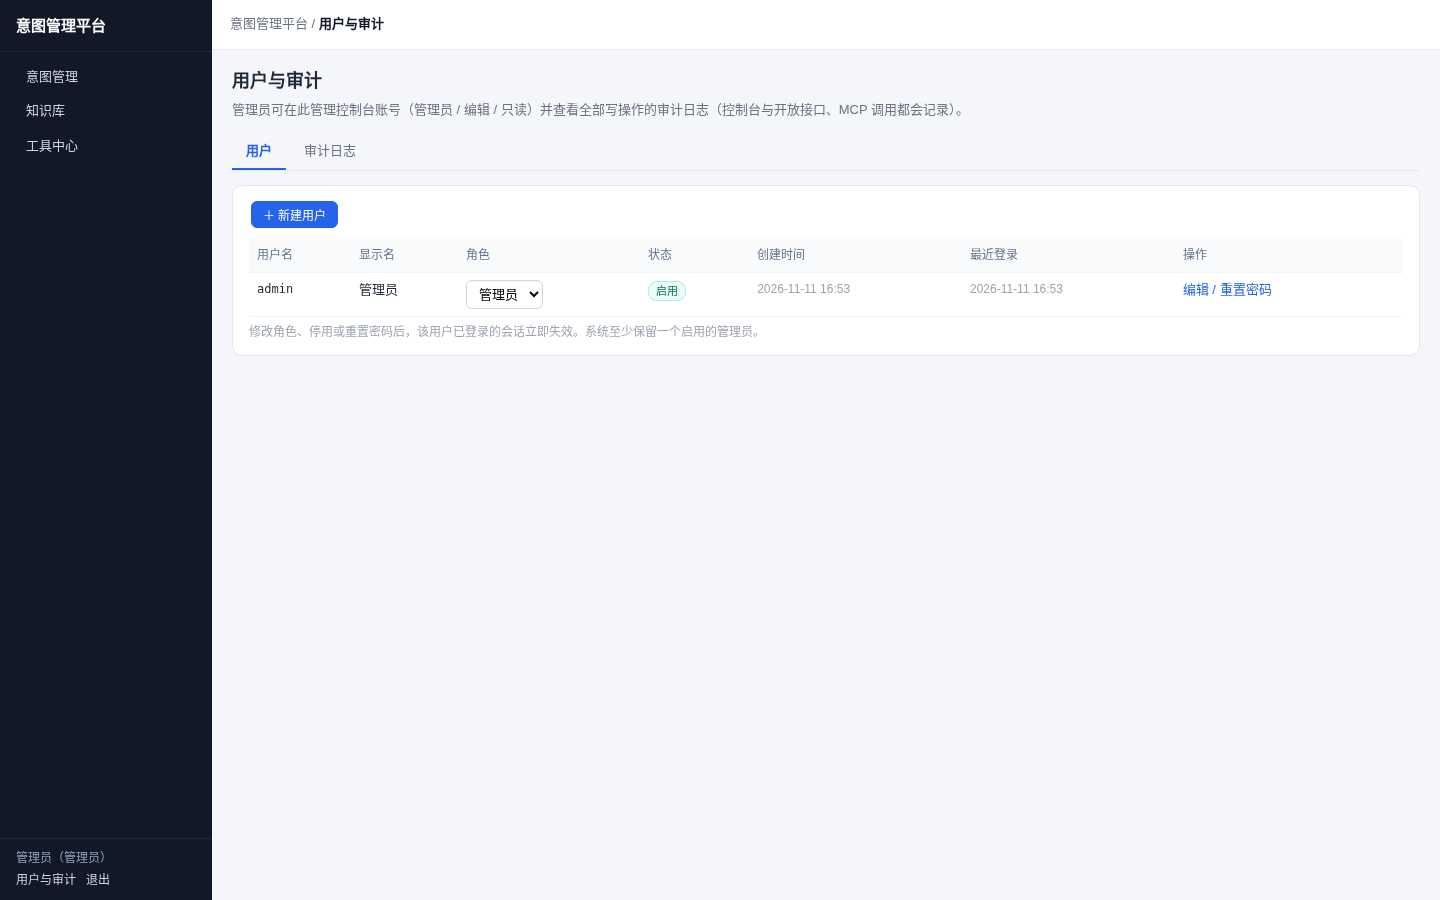 意图管理平台
意图管理
知识库
工具中心
管理员（管理员）
用户与审计 退出
意图管理平台 / 用户与审计
用户与审计
管理员可在此管理控制台账号（管理员 / 编辑 / 只读）并查看全部写操作的审计日志（控制台与开放接口、MCP 调用都会记录）。
用户 审计日志
＋ 新建用户
用户名 显示名 角色 状态 创建时间 最近登录 操作
admin 管理员 管理员 启用 2026-11-11 16:53 2026-11-11 16:53 编辑 / 重置密码
修改角色、停用或重置密码后，该用户已登录的会话立即失效。系统至少保留一个启用的管理员。